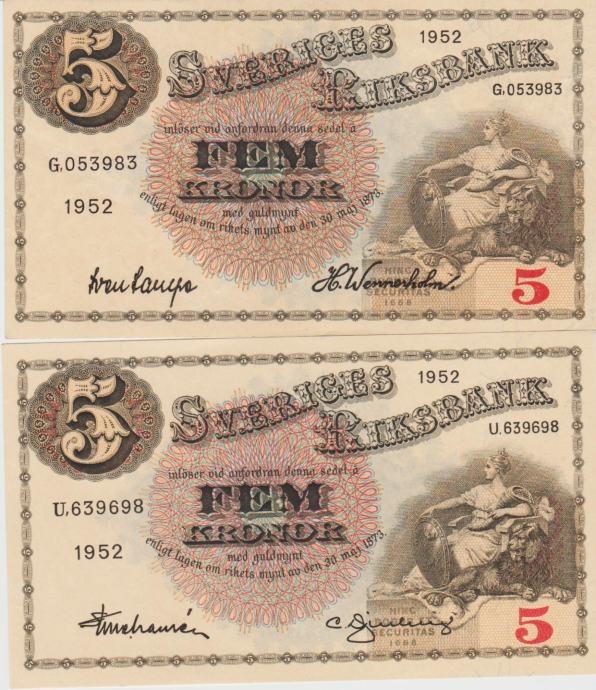 5
1952
SVERIGES
RIKSBANK
G,053983
inlöser vid anfordran denna sedel å
G,053983
FEM
KRONOR
1952
med guldmynt
enligt lagen om rikets mynt av den 30 maj 1873.
H. Wennerholm.
HINC
SECURITAS
1668
5
5
1952
SVERIGES
RIKSBANK
U.639698
inlöser vid anfordran denna sedel å
U,639698
FEM
KRONOR
1952
med guldmynt
enligt lagen om rikets mynt av den 30 maj 1873.
HINC
SECURITAS
1668
5